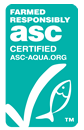 FARMED
RESPONSIBLY
asc
CERTIFIED
ASC-AQUA.ORG
TM